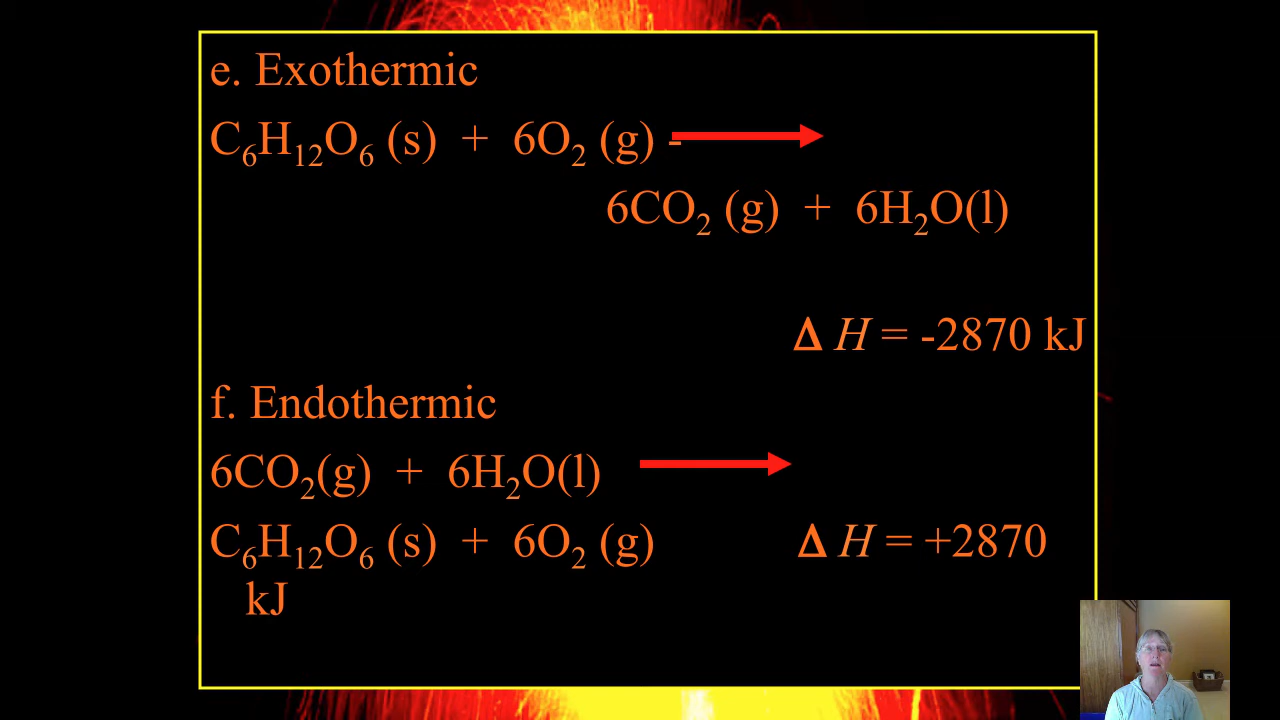 e. Exothermic
C₆H₁₂O₆ (s) + 6O₂ (g) -
6CO₂ (g) + 6H₂O(l)
Δ H = -2870 kJ
f. Endothermic
6CO₂(g) + 6H₂O(l)
C₆H₁₂O₆ (s) + 6O₂ (g) Δ H = +2870
kJ